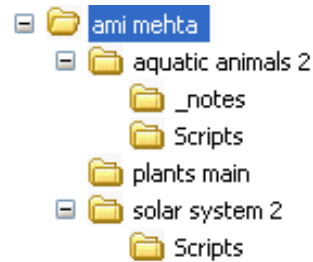 ami mehta
aquatic animals 2
_notes
Scripts
plants main
solar system 2
Scripts